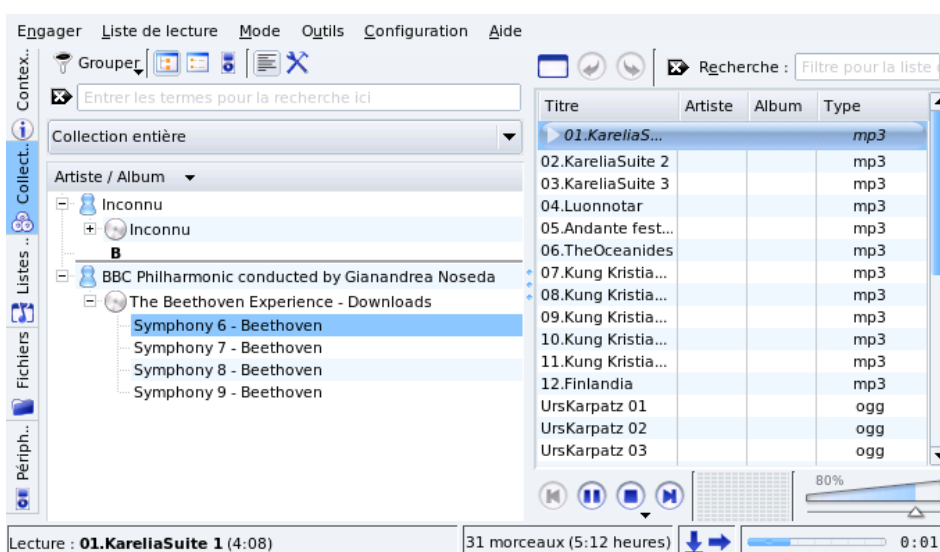 Engager Liste de lecture Mode Outils Configuration Aide
Grouper
Entrer les termes pour la recherche ici
Collection entière
Artiste / Album
Inconnu
Inconnu
B
BBC Philharmonic conducted by Gianandrea Noseda
The Beethoven Experience - Downloads
Symphony 6 - Beethoven
Symphony 7 - Beethoven
Symphony 8 - Beethoven
Symphony 9 - Beethoven
Contex..
Collect..
Listes ..
Fichiers
Périph..
Recherche : Filtre pour la liste
Titre Artiste Album Type
01.KareliaS... mp3
02.KareliaSuite 2 mp3
03.KareliaSuite 3 mp3
04.Luonnotar mp3
05.Andante fest... mp3
06.TheOceanides mp3
07.Kung Kristia... mp3
08.Kung Kristia... mp3
09.Kung Kristia... mp3
10.Kung Kristia... mp3
11.Kung Kristia... mp3
12.Finlandia mp3
UrsKarpatz 01 ogg
UrsKarpatz 02 ogg
UrsKarpatz 03 ogg
80%
Lecture : 01.KareliaSuite 1 (4:08) 31 morceaux (5:12 heures) 0:01